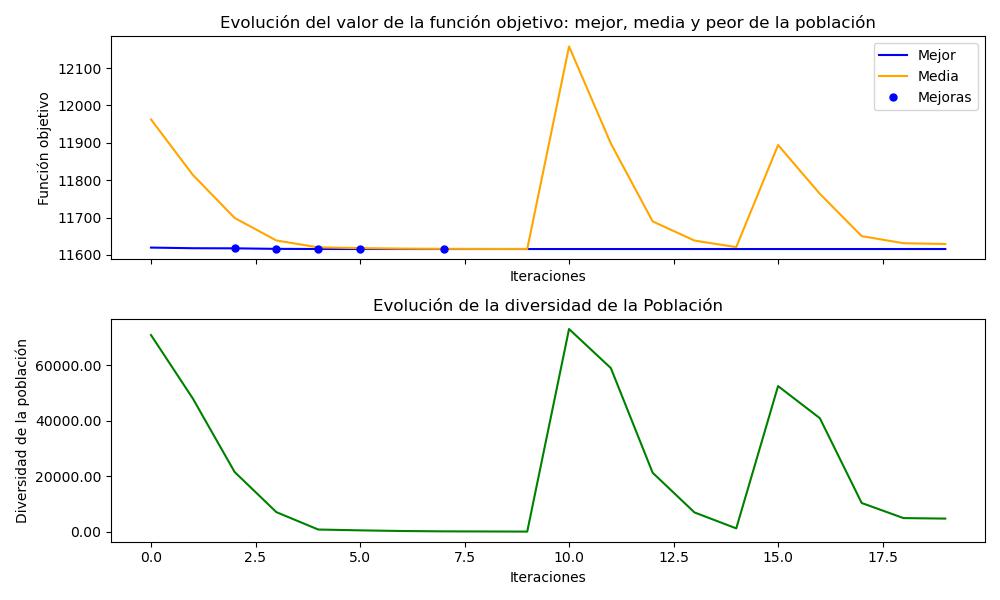 Evolución del valor de la función objetivo: mejor, media y peor de la población
12100
12000
11900
11800
11700
11600
Función objetivo
Mejor
Media
Mejoras
Iteraciones
Evolución de la diversidad de la Población
60000.00
40000.00
20000.00
0.00
Diversidad de la población
0.0 2.5 5.0 7.5 10.0 12.5 15.0 17.5
Iteraciones